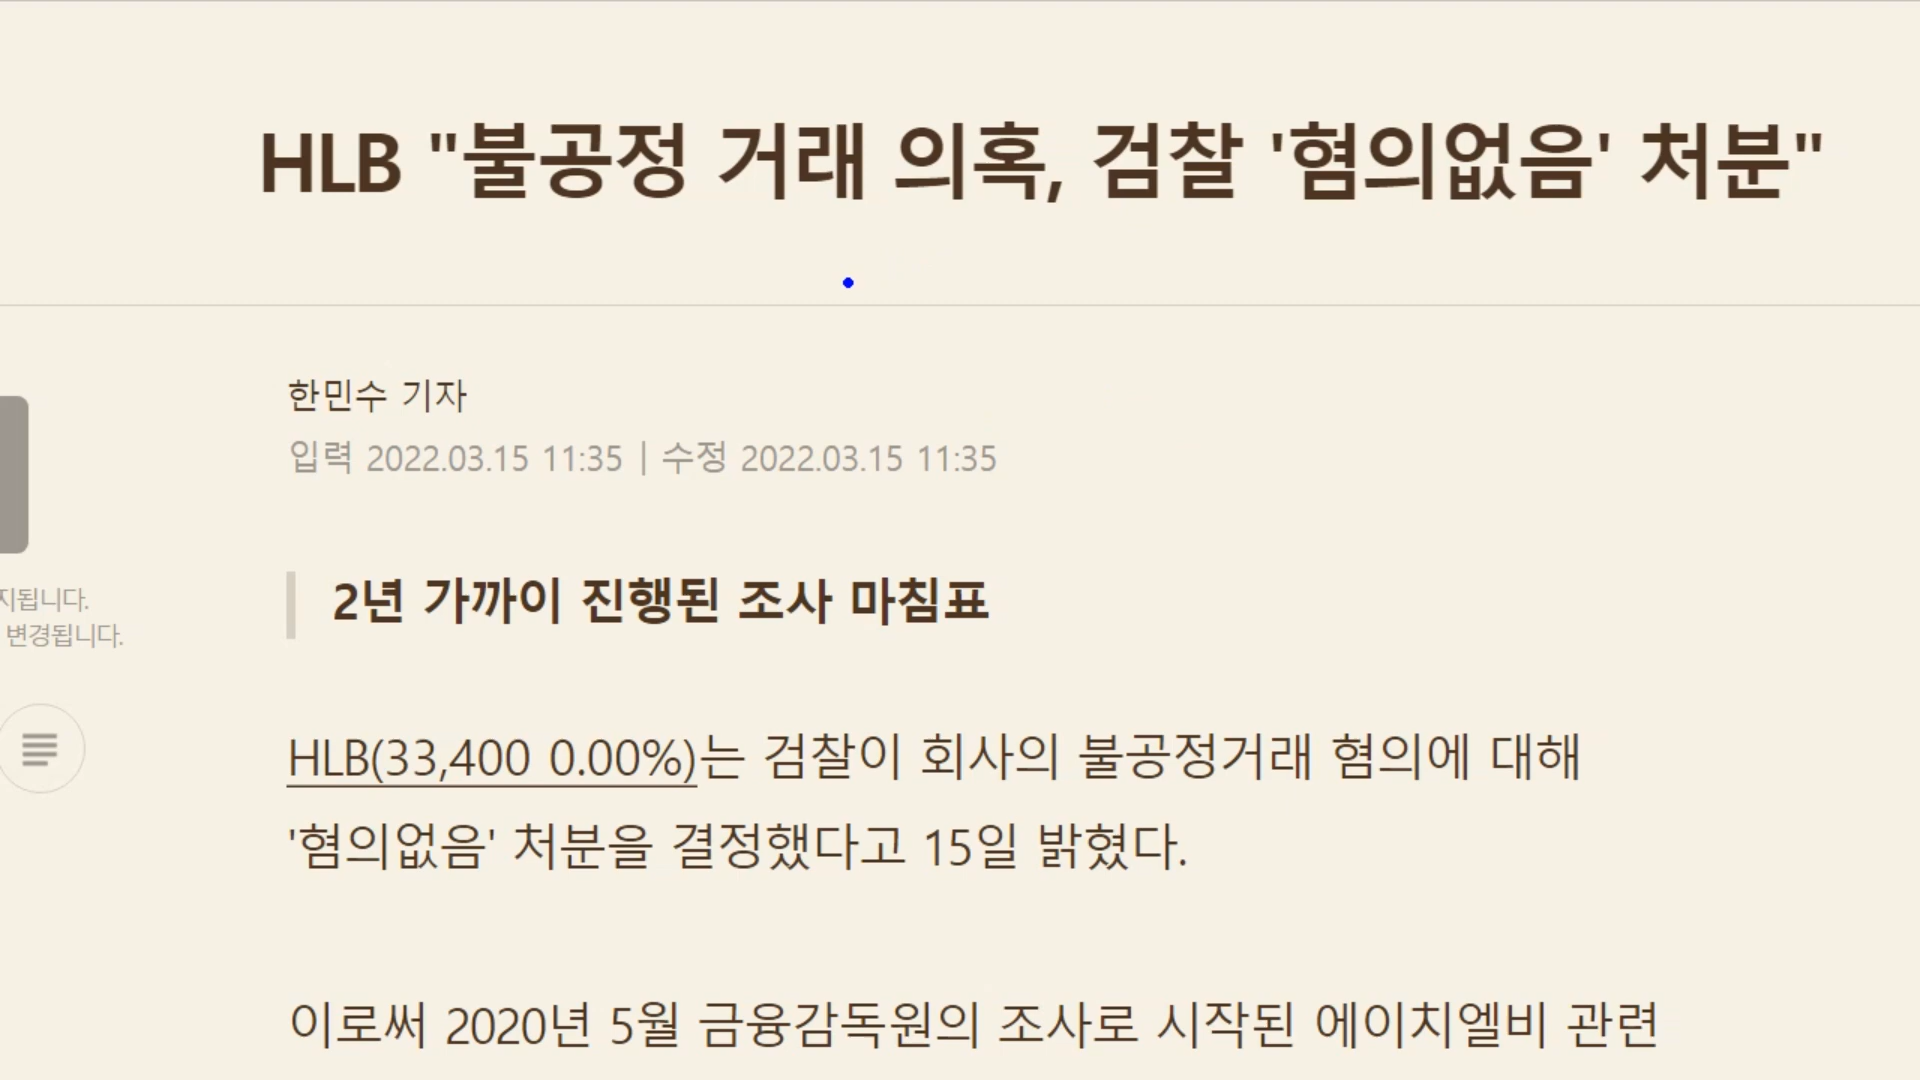 HLB "불공정 거래 의혹, 검찰 '혐의없음' 처분"
한민수 기자
입력 2022.03.15 11:35 | 수정 2022.03.15 11:35
2년 가까이 진행된 조사 마침표
지됩니다.
변경됩니다.
HLB(33,400 0.00%)는 검찰이 회사의 불공정거래 혐의에 대해
'혐의없음' 처분을 결정했다고 15일 밝혔다.
이로써 2020년 5월 금융감독원의 조사로 시작된 에이치엘비 관련